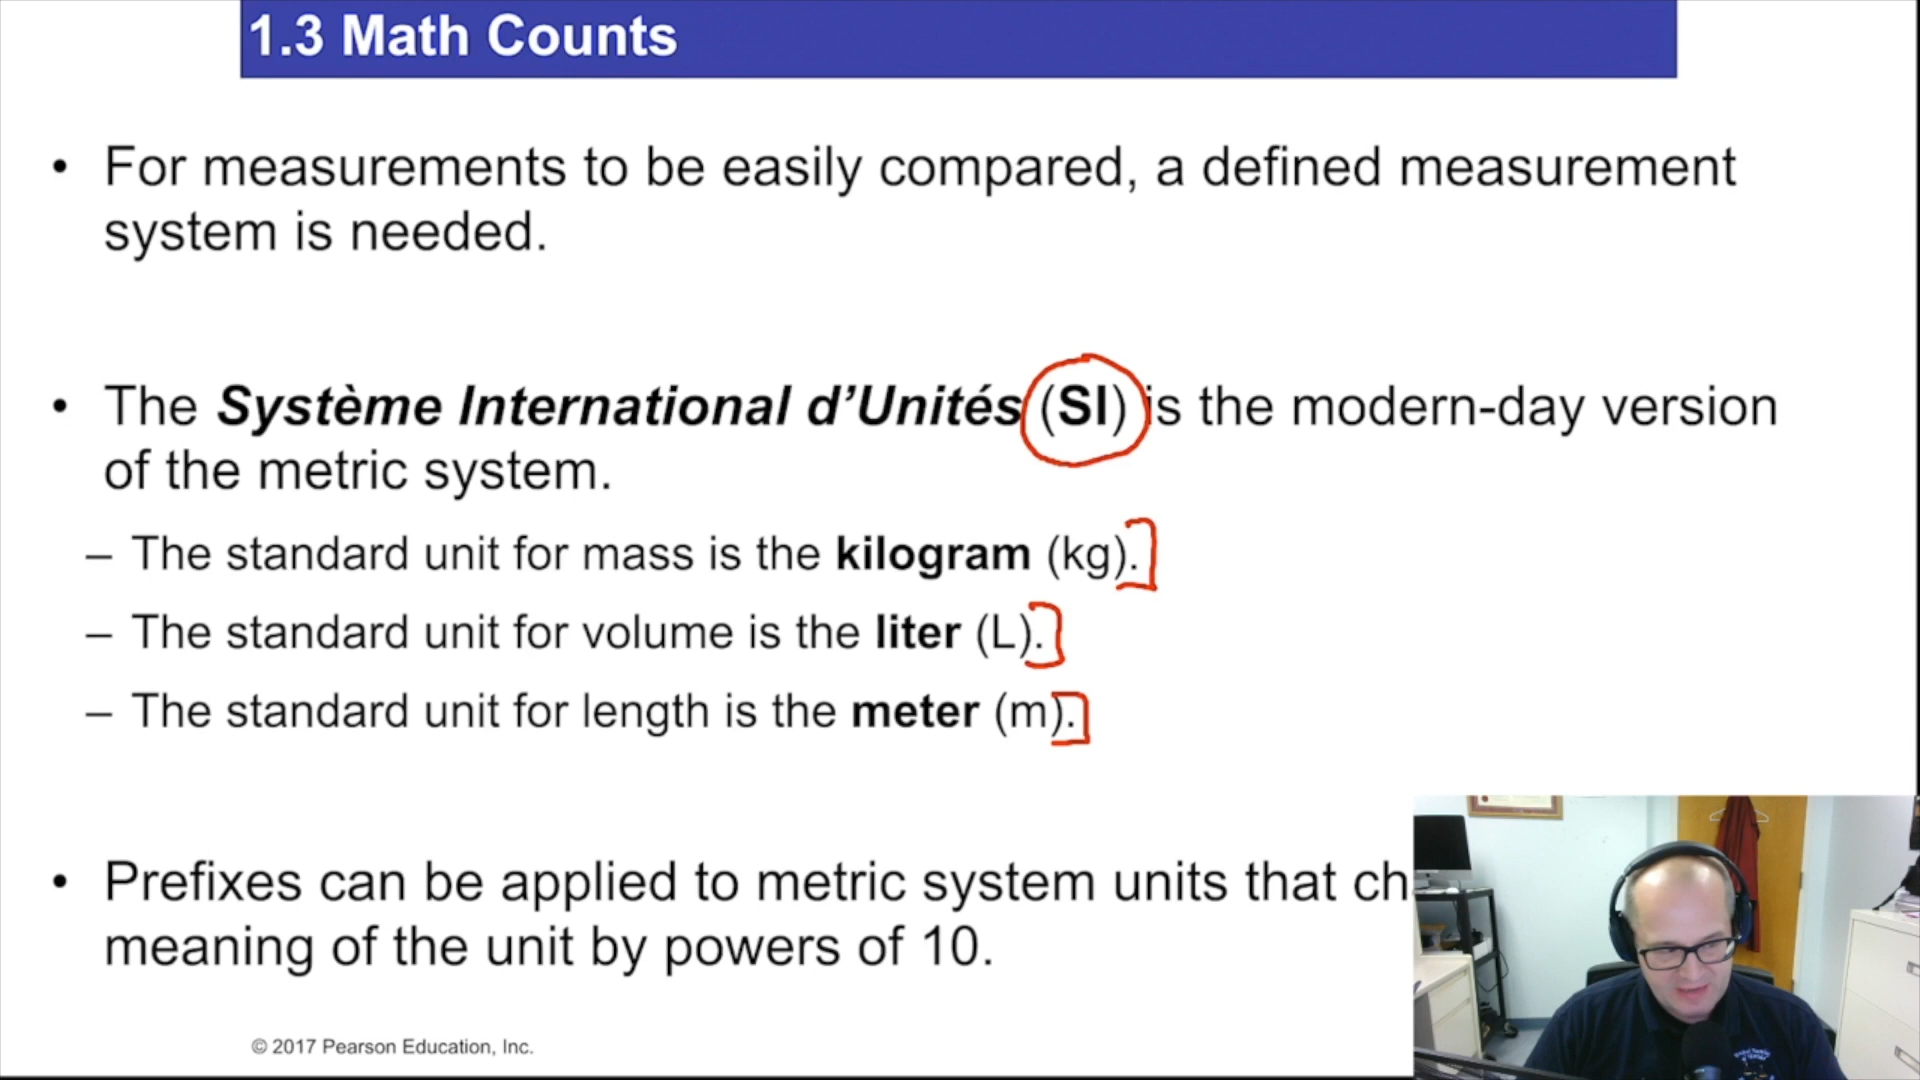 1.3 Math Counts
• For measurements to be easily compared, a defined measurement
system is needed.
• The Système International d’Unités (SI) is the modern-day version
of the metric system.
– The standard unit for mass is the kilogram (kg).
– The standard unit for volume is the liter (L).
– The standard unit for length is the meter (m).
• Prefixes can be applied to metric system units that ch
meaning of the unit by powers of 10.
© 2017 Pearson Education, Inc.